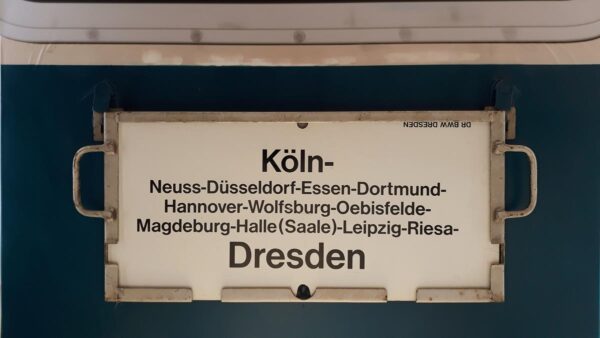 DR BWW DRESDEN
Köln-
Neuss-Düsseldorf-Essen-Dortmund-
Hannover-Wolfsburg-Oebisfelde-
Magdeburg-Halle(Saale)-Leipzig-Riesa-
Dresden